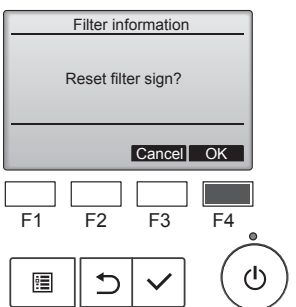 Filter information
Reset filter sign?
Cancel OK
F1 F2 F3 F4